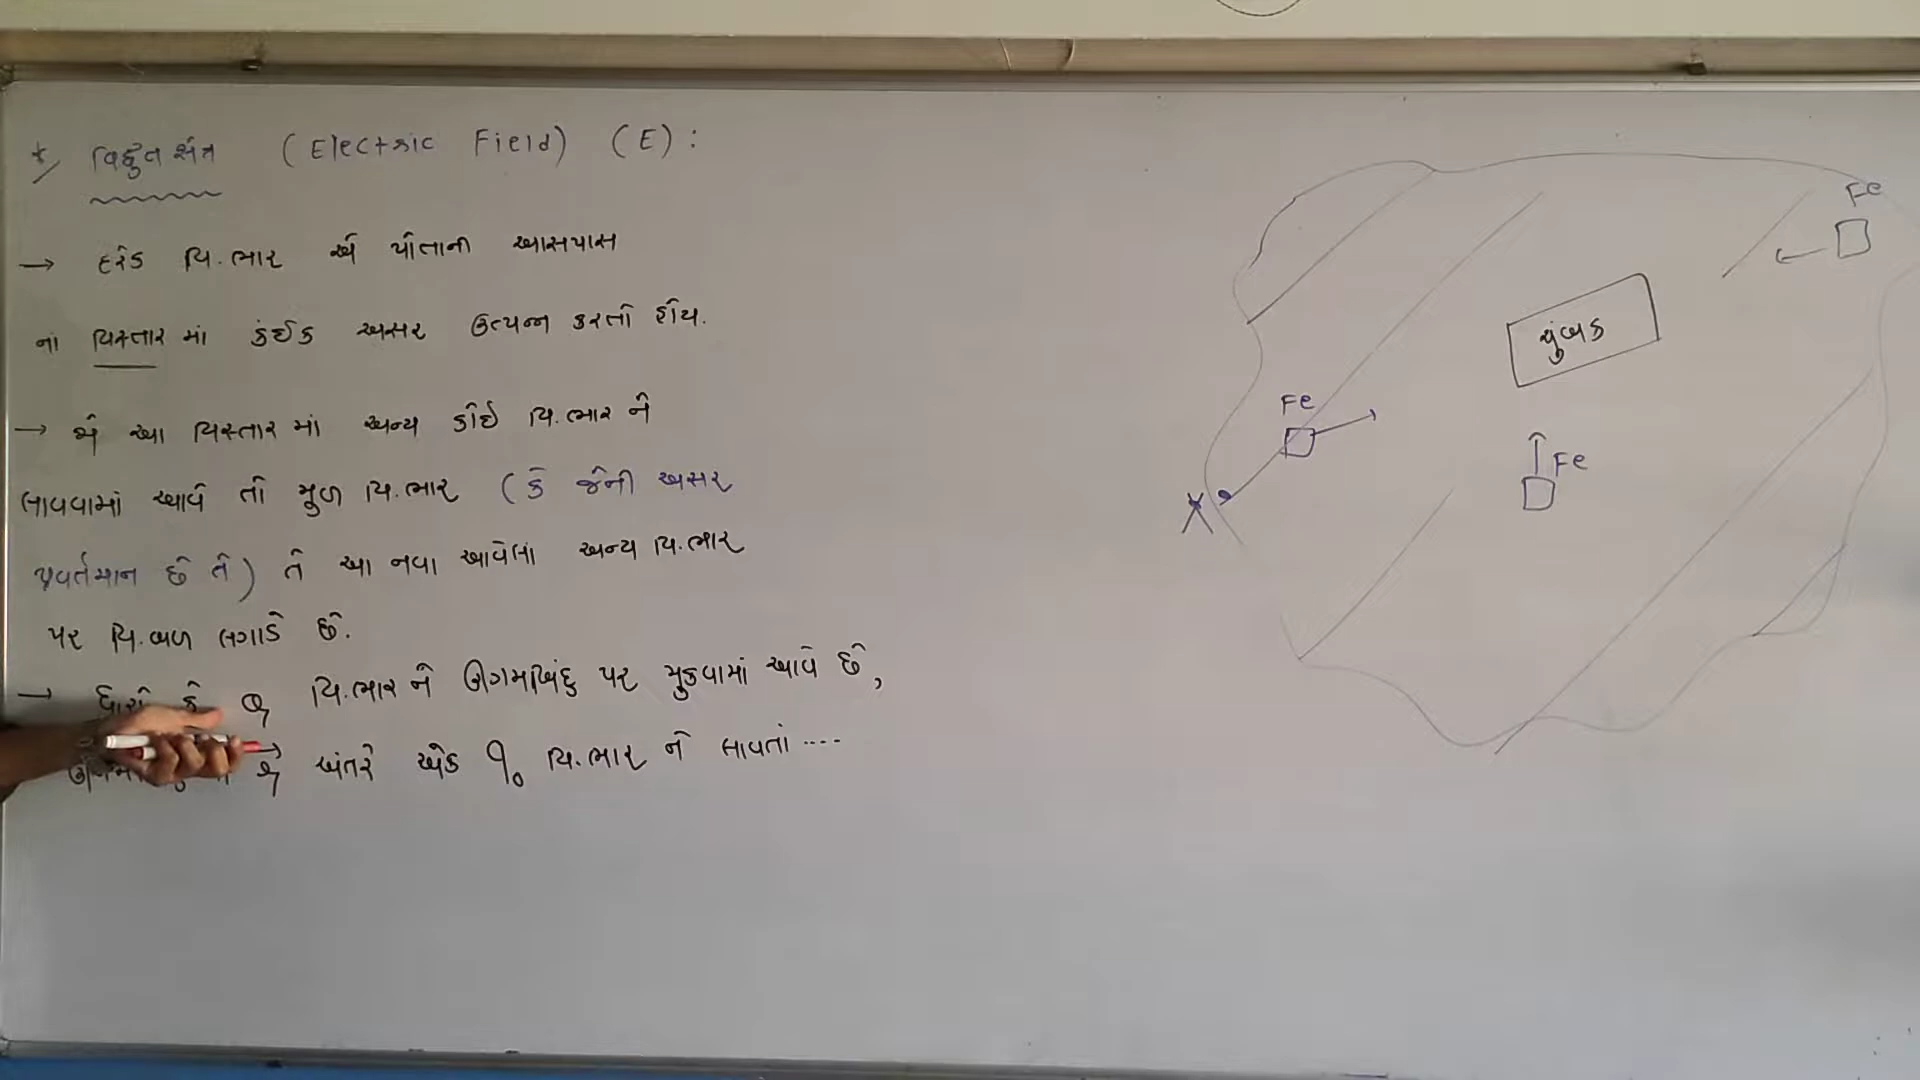 * વિદ્યુત ક્ષેત્ર (Electric Field) (E) :
→ દરેક વિ.ભાર એ પોતાની આસપાસ
નાં વિસ્તાર માં કંઈક અસર ઉત્પન્ન કરતો હોય.
→ જો આ વિસ્તાર માં અન્ય કોઈ વિ.ભાર ને
લાવવામાં આવે તો મુળ વિ.ભાર (કે જેની અસર
પ્રવર્તમાન છે તે) તે આ નવા આવેલાં અન્ય વિ.ભાર
પર વિ.બળ લગાડે છે.
→ ધારો કે Q વિ.ભાર ને ઊગમબિંદુ પર મુકવામાં આવે છે,
અંતરે એક q₀ વિ.ભાર ને લાવતાં ....
Fe
ચુંબક
Fe
Fe